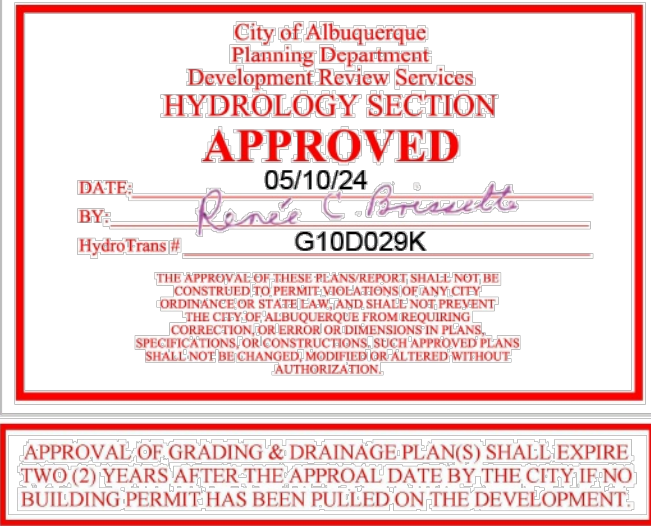 City of Albuquerque
Planning Department
Development Review Services
HYDROLOGY SECTION
APPROVED
DATE: 05/10/24
BY: Renée C. Brissette
HydroTrans # G10D029K
THE APPROVAL OF THESE PLANS/REPORT SHALL NOT BE
CONSTRUED TO PERMIT VIOLATIONS OF ANY CITY
ORDINANCE OR STATE LAW, AND SHALL NOT PREVENT
THE CITY OF ALBUQUERQUE FROM REQUIRING
CORRECTION, OR ERROR OR DIMENSIONS IN PLANS,
SPECIFICATIONS, OR CONSTRUCTIONS. SUCH APPROVED PLANS
SHALL NOT BE CHANGED, MODIFIED OR ALTERED WITHOUT
AUTHORIZATION.
APPROVAL OF GRADING & DRAINAGE PLAN(S) SHALL EXPIRE
TWO (2) YEARS AFTER THE APPROAL DATE BY THE CITY IF NO
BUILDING PERMIT HAS BEEN PULLED ON THE DEVELOPMENT.